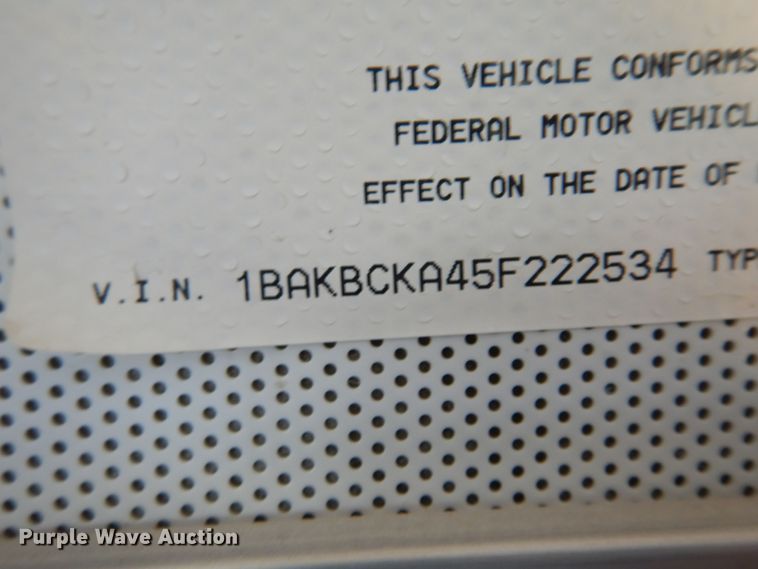 THIS VEHICLE CONFORMS
FEDERAL MOTOR VEHICL
EFFECT ON THE DATE OF
V.I.N. 1BAKBCKA45F222534 TYP
Purple Wave Auction